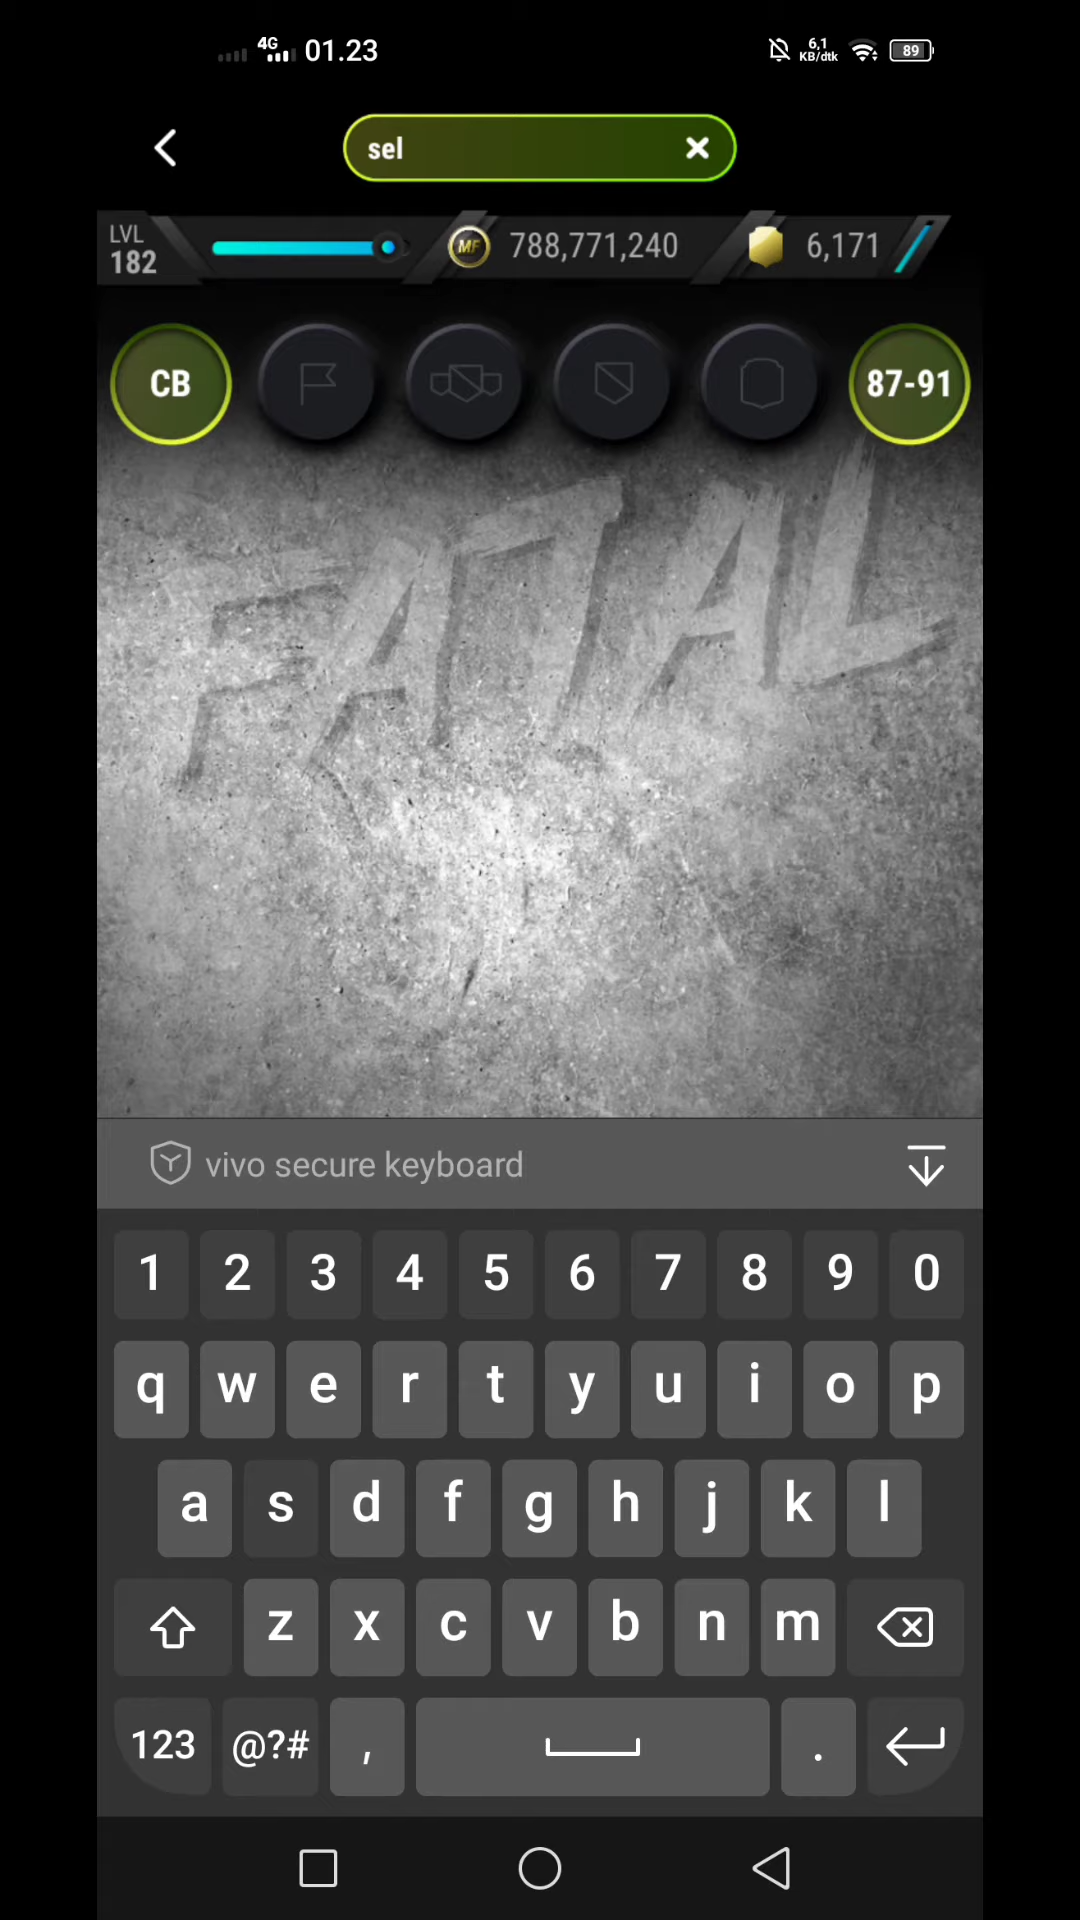 4G 01.23 6,1 KB/dtk 89
sel
LVL 182 MF 788,771,240 6,171
CB 87-91
FATAL
vivo secure keyboard
1 2 3 4 5 6 7 8 9 0
q w e r t y u i o p
a s d f g h j k l
z x c v b n m
123 @?# , .